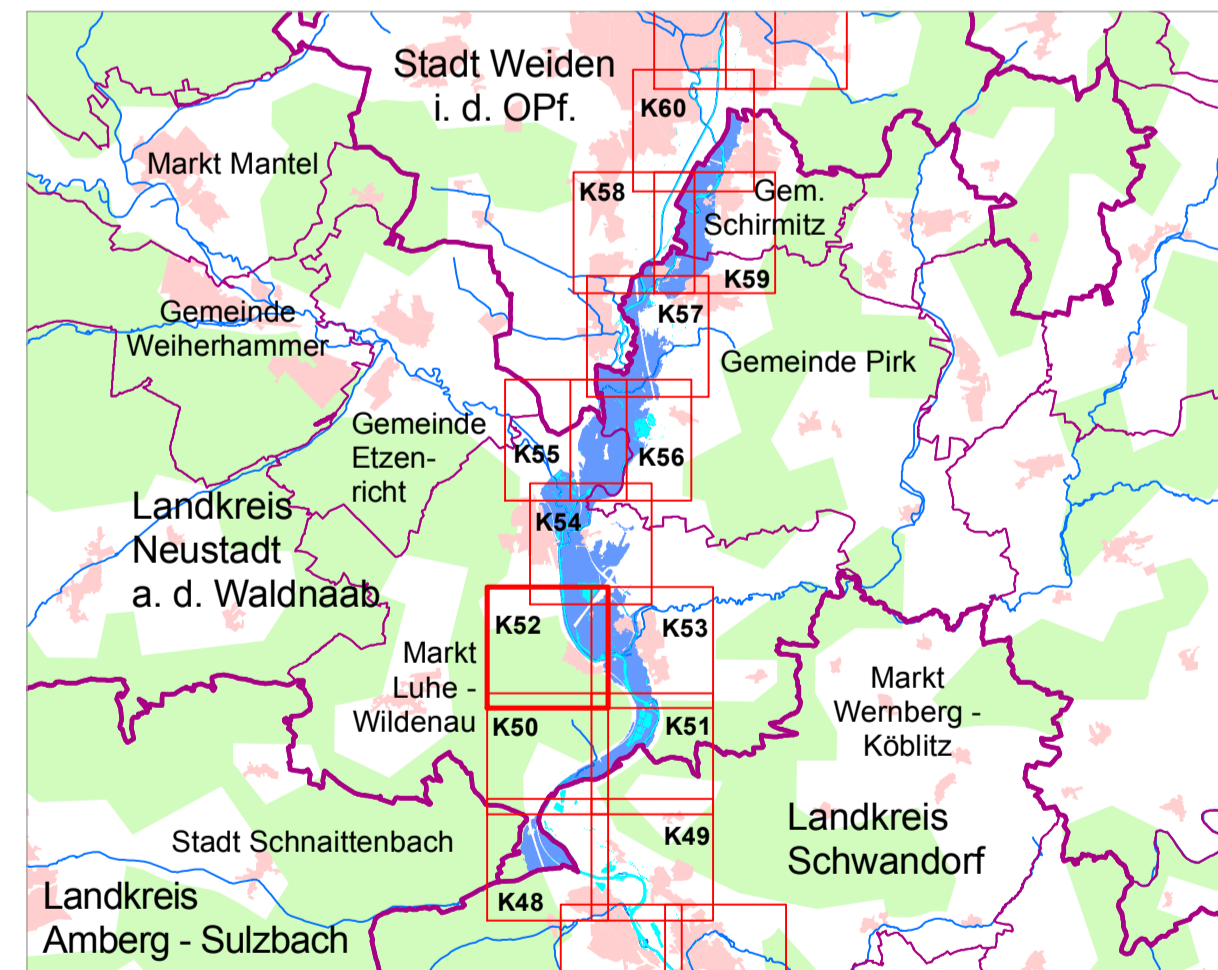 Stadt Weiden
i. d. OPf.
K60
Markt Mantel
K58
Gem.
Schirmitz
K59
Gemeinde
Weiherhammer
K57
Gemeinde Pirk
Gemeinde
Etzen-
richt
K55
K56
Landkreis
Neustadt
a. d. Waldnaab
K54
K52
K53
Markt
Luhe -
Wildenau
Markt
Wernberg -
Köblitz
K50
K51
Stadt Schnaittenbach
K49
Landkreis
Schwandorf
K48
Landkreis
Amberg - Sulzbach